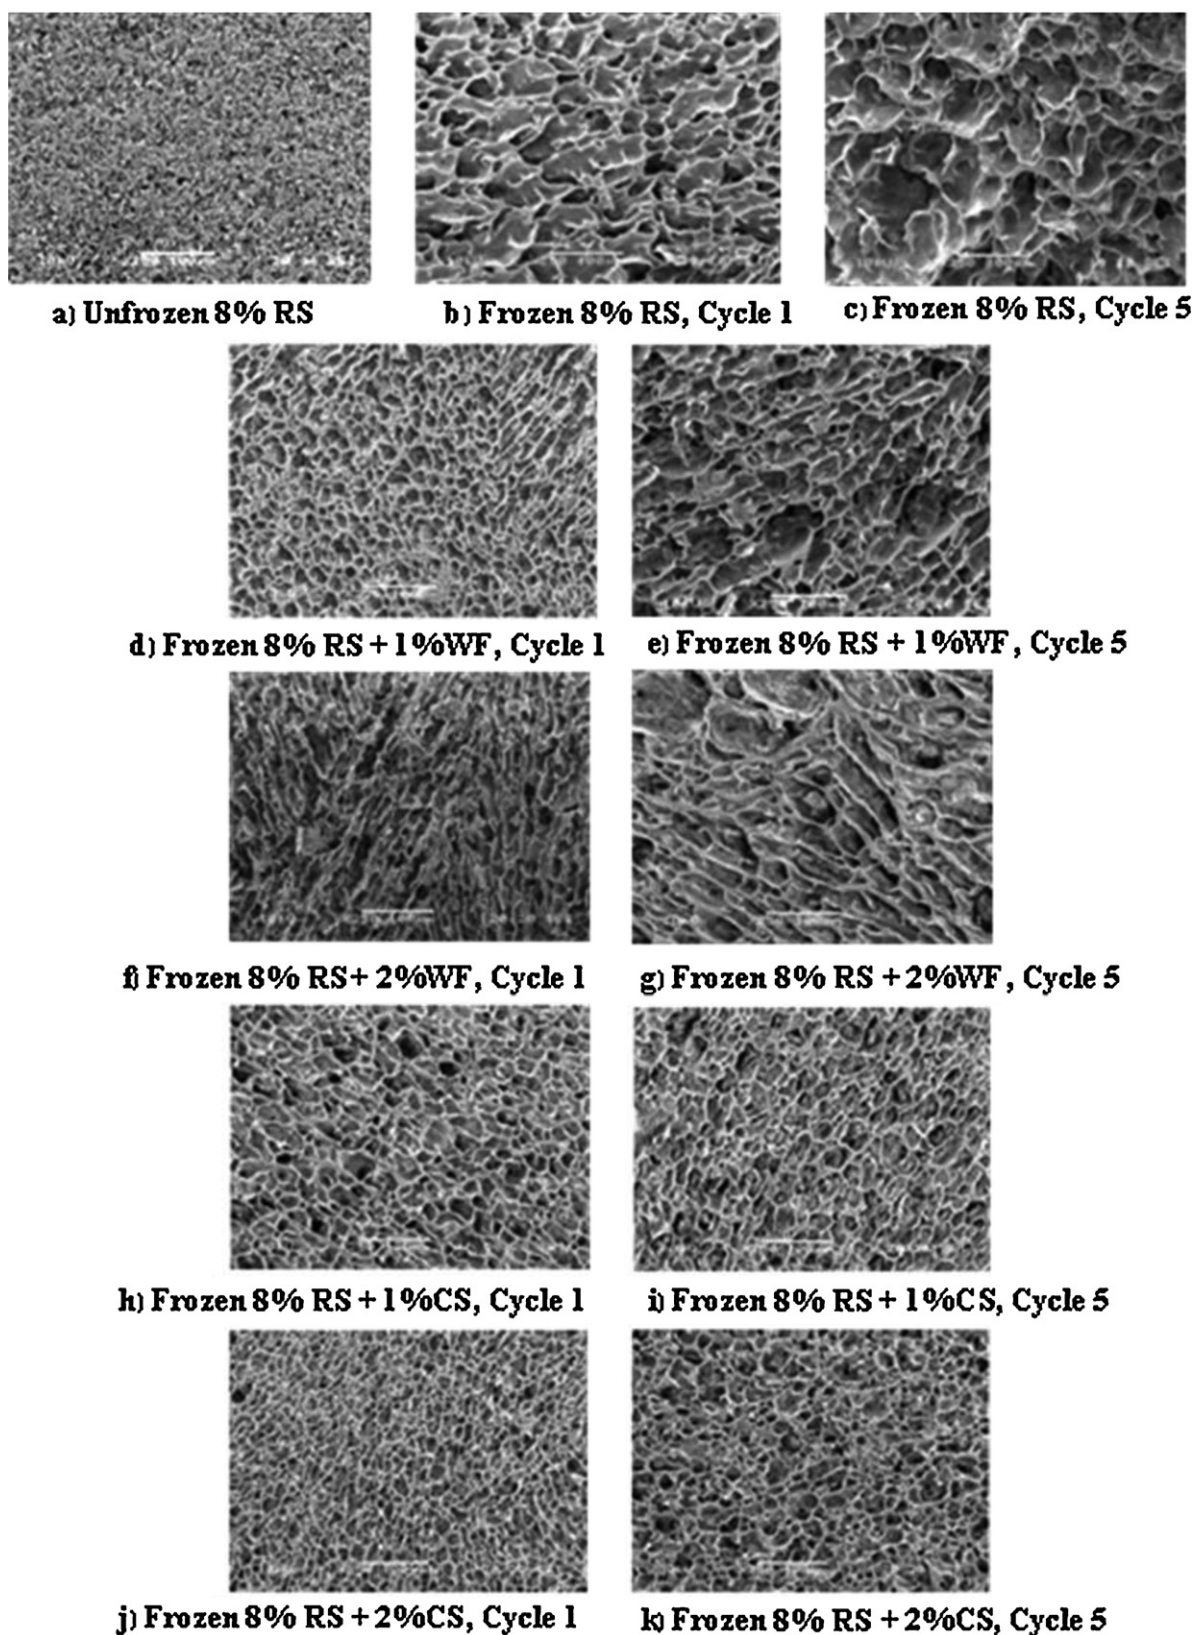 a) Unfrozen 8% RS
b) Frozen 8% RS, Cycle 1
c) Frozen 8% RS, Cycle 5
d) Frozen 8% RS + 1%WF, Cycle 1
e) Frozen 8% RS + 1%WF, Cycle 5
f) Frozen 8% RS+ 2%WF, Cycle 1
g) Frozen 8% RS + 2%WF, Cycle 5
h) Frozen 8% RS + 1%CS, Cycle 1
i) Frozen 8% RS + 1%CS, Cycle 5
j) Frozen 8% RS + 2%CS, Cycle 1
k) Frozen 8% RS + 2%CS, Cycle 5